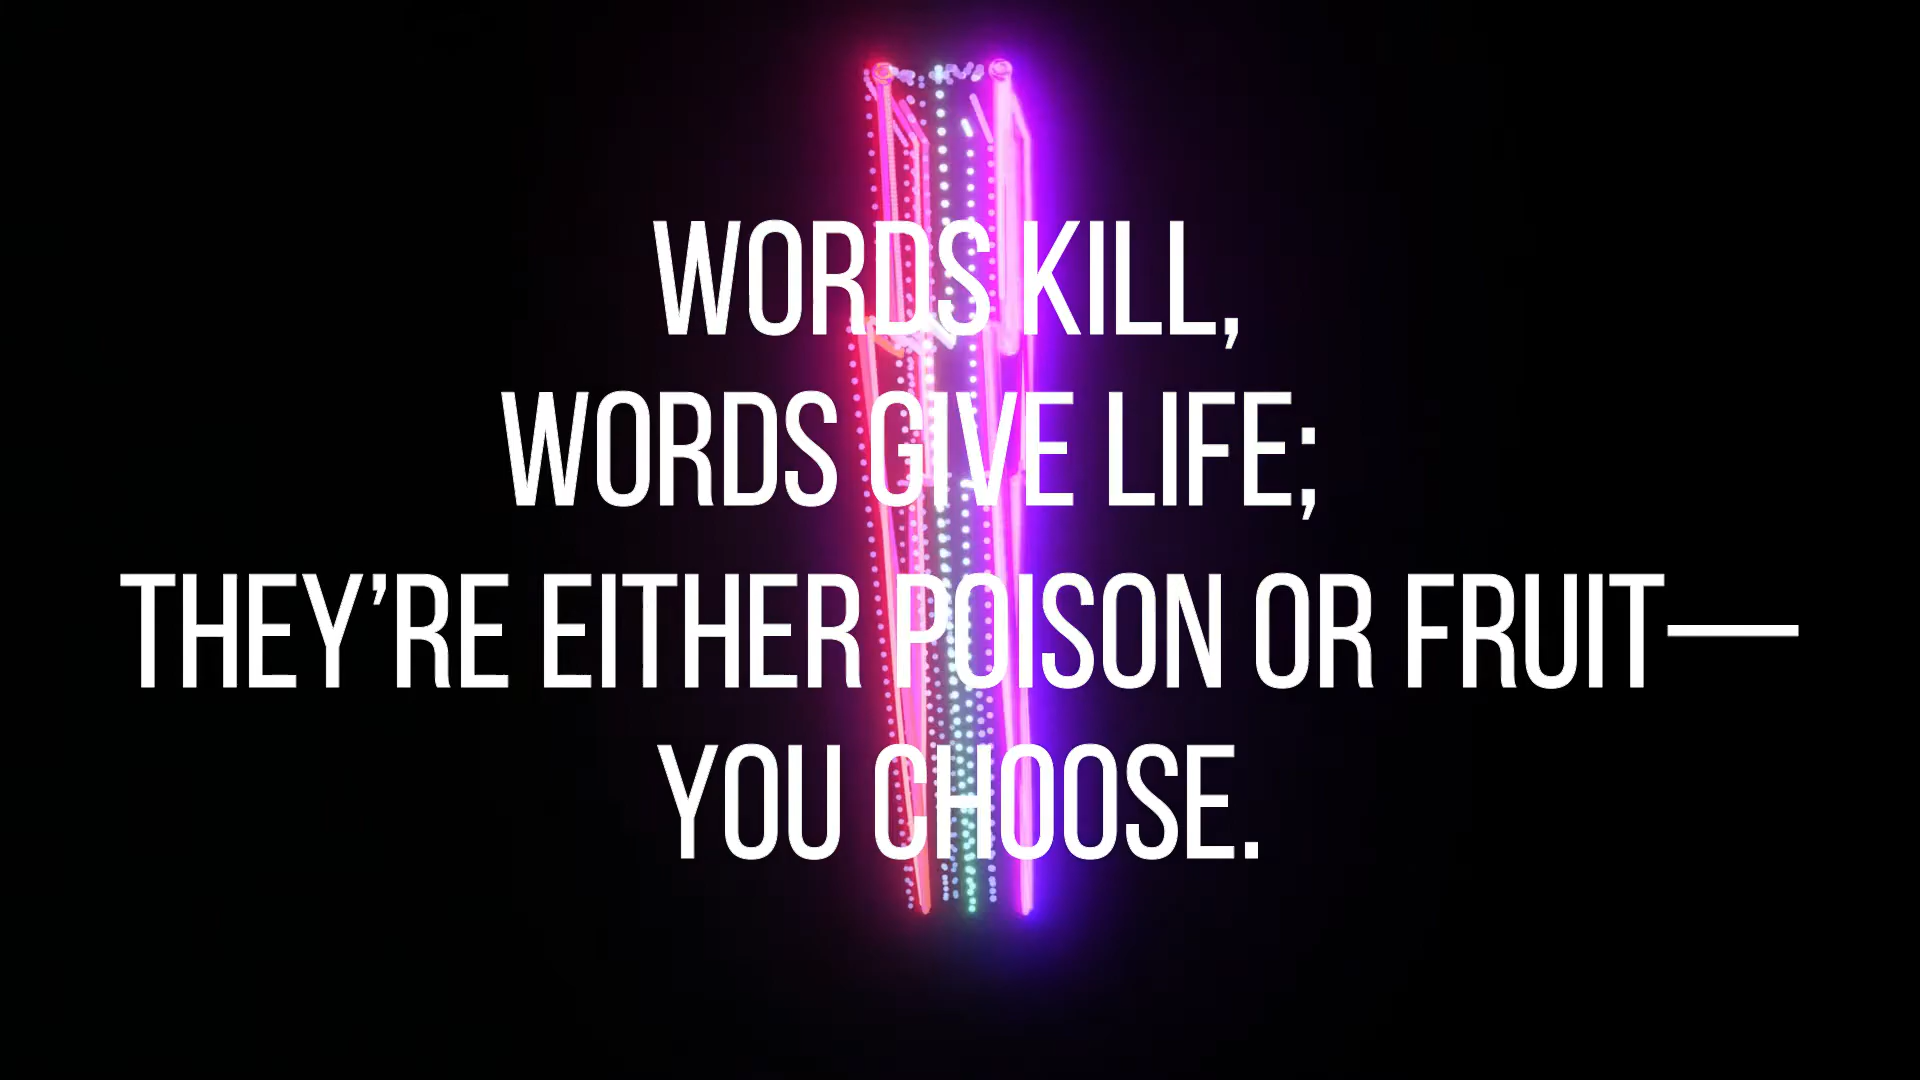 WORDS KILL,
WORDS GIVE LIFE;
THEY’RE EITHER POISON OR FRUIT—
YOU CHOOSE.